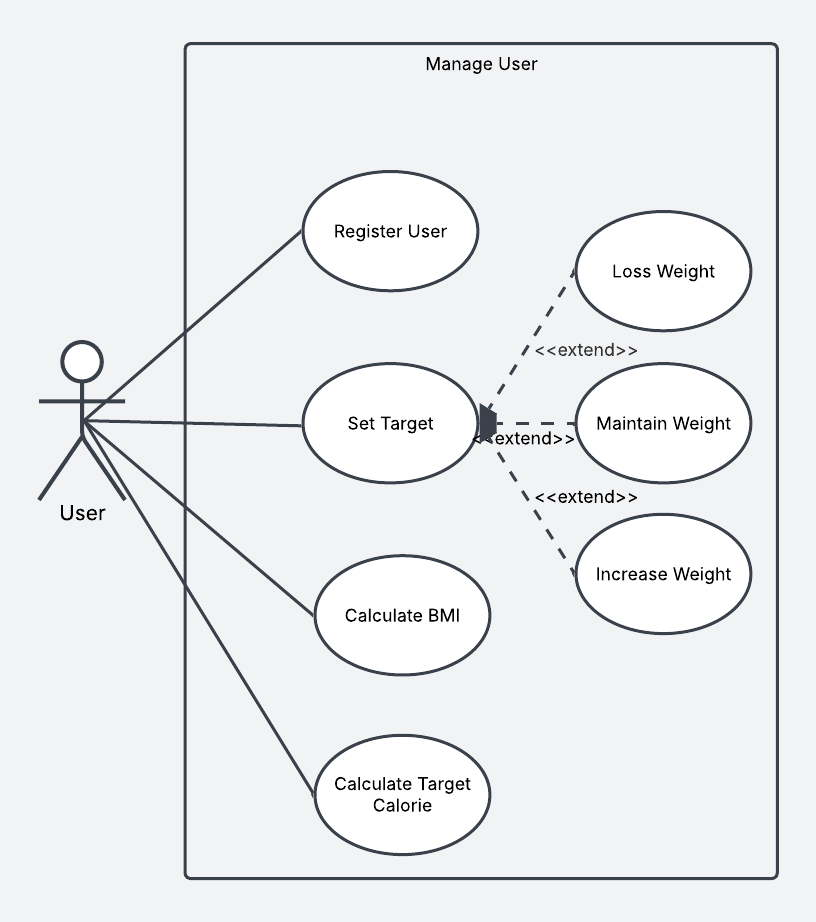 Manage User
Register User
Loss Weight
<<extend>>
Set Target
Maintain Weight
<<extend>>
<<extend>>
User
Increase Weight
Calculate BMI
Calculate Target
Calorie